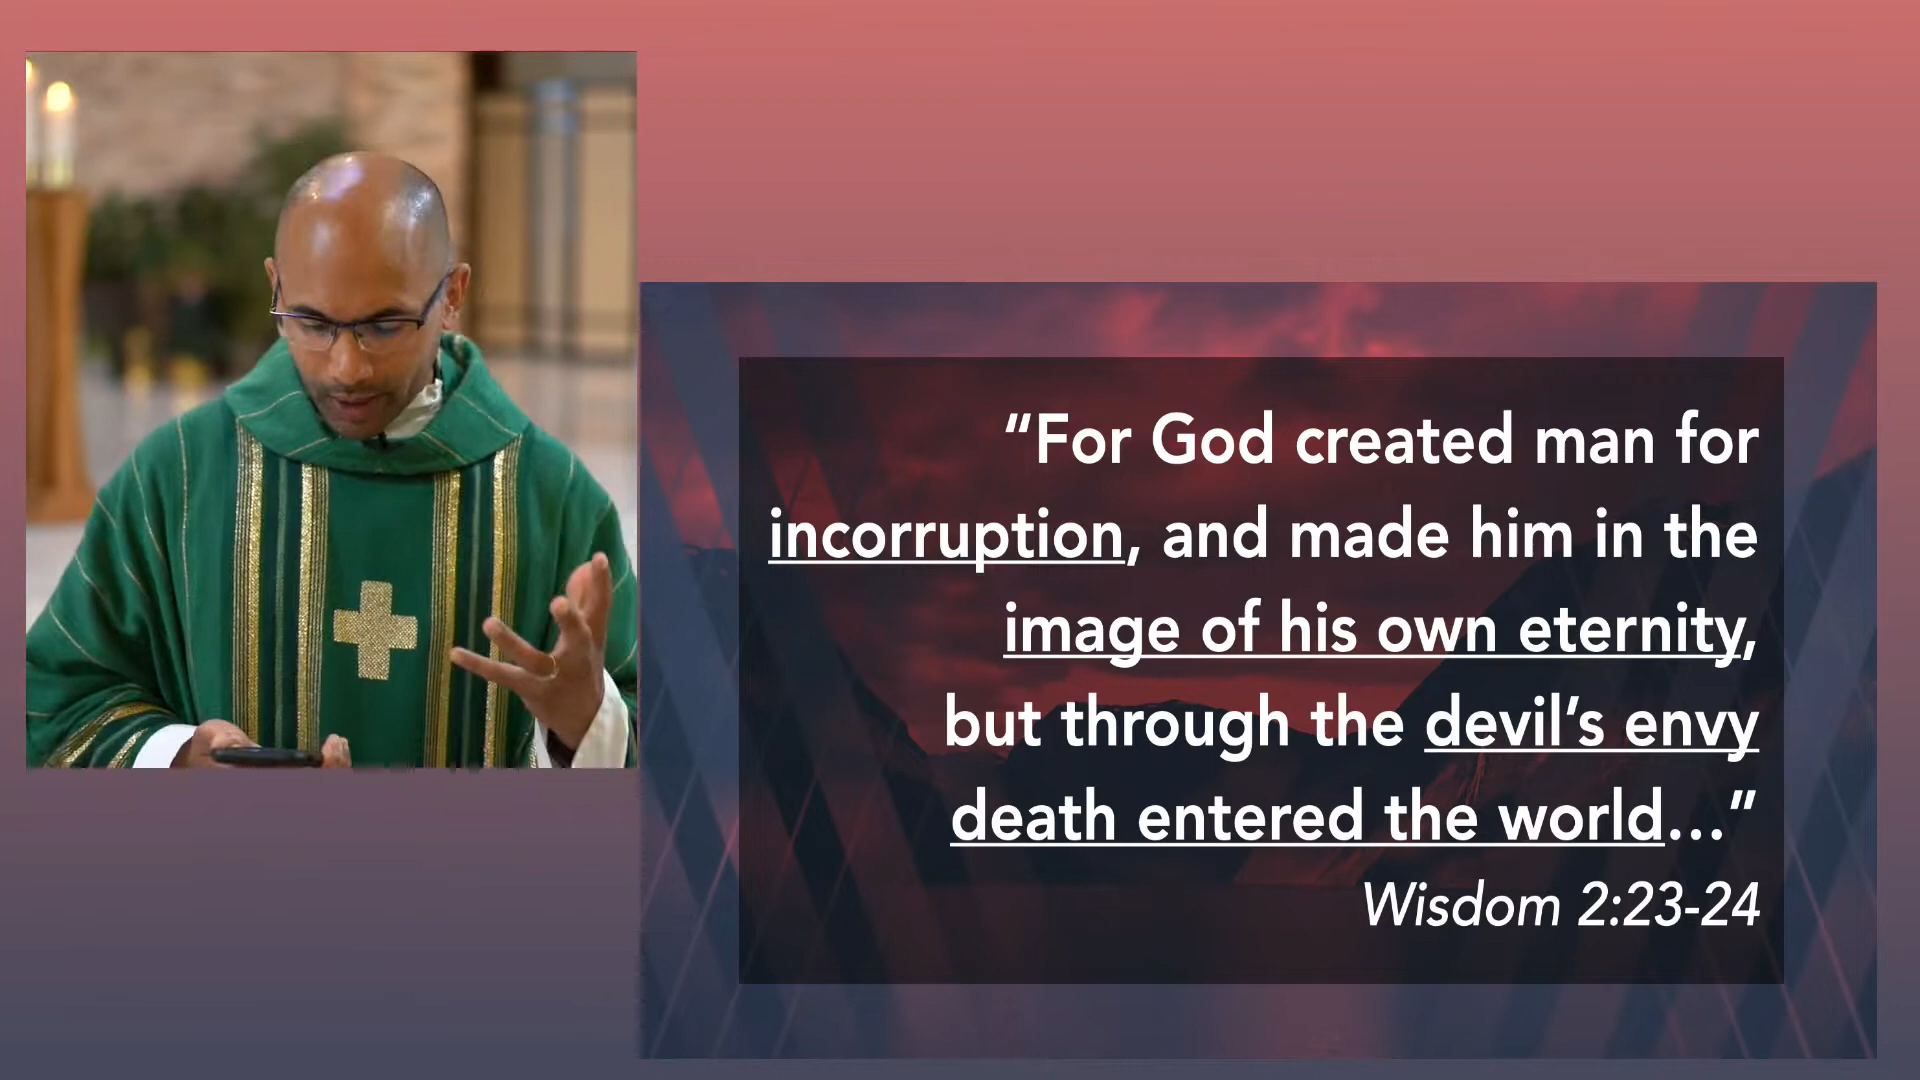 “For God created man for
incorruption, and made him in the
image of his own eternity,
but through the devil’s envy
death entered the world…”
Wisdom 2:23-24